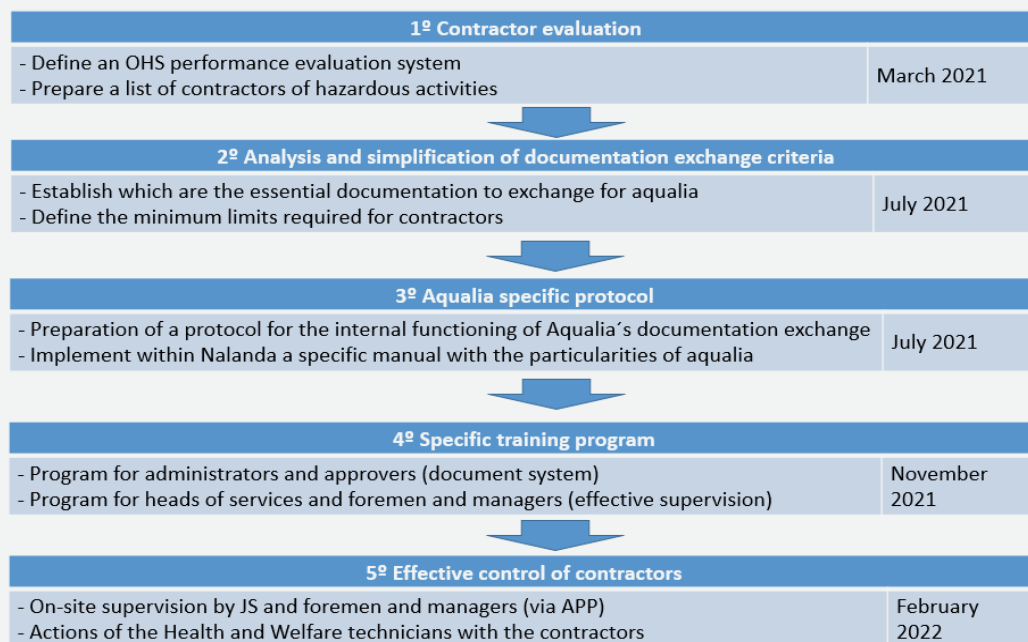 1º Contractor evaluation
- Define an OHS performance evaluation system
- Prepare a list of contractors of hazardous activities
March 2021
2º Analysis and simplification of documentation exchange criteria
- Establish which are the essential documentation to exchange for aqualia
- Define the minimum limits required for contractors
July 2021
3º Aqualia specific protocol
- Preparation of a protocol for the internal functioning of Aqualia´s documentation exchange
- Implement within Nalanda a specific manual with the particularities of aqualia
July 2021
4º Specific training program
- Program for administrators and approvers (document system)
- Program for heads of services and foremen and managers (effective supervision)
November
2021
5º Effective control of contractors
- On-site supervision by JS and foremen and managers (via APP)
- Actions of the Health and Welfare technicians with the contractors
February
2022